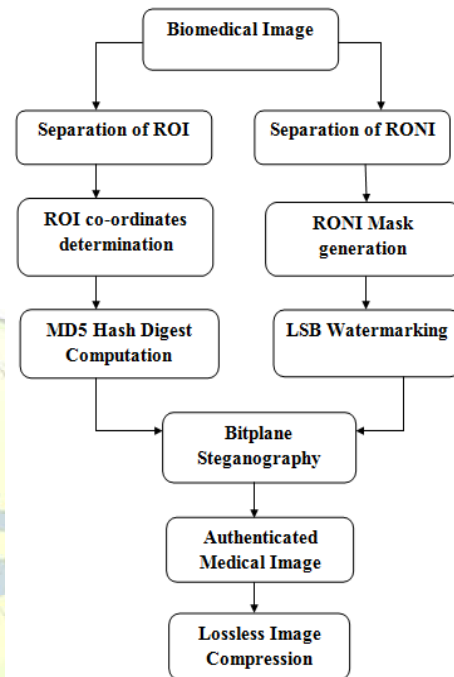 Biomedical Image
Separation of ROI
Separation of RONI
ROI co-ordinates
determination
RONI Mask
generation
MD5 Hash Digest
Computation
LSB Watermarking
Bitplane
Steganography
Authenticated
Medical Image
Lossless Image
Compression